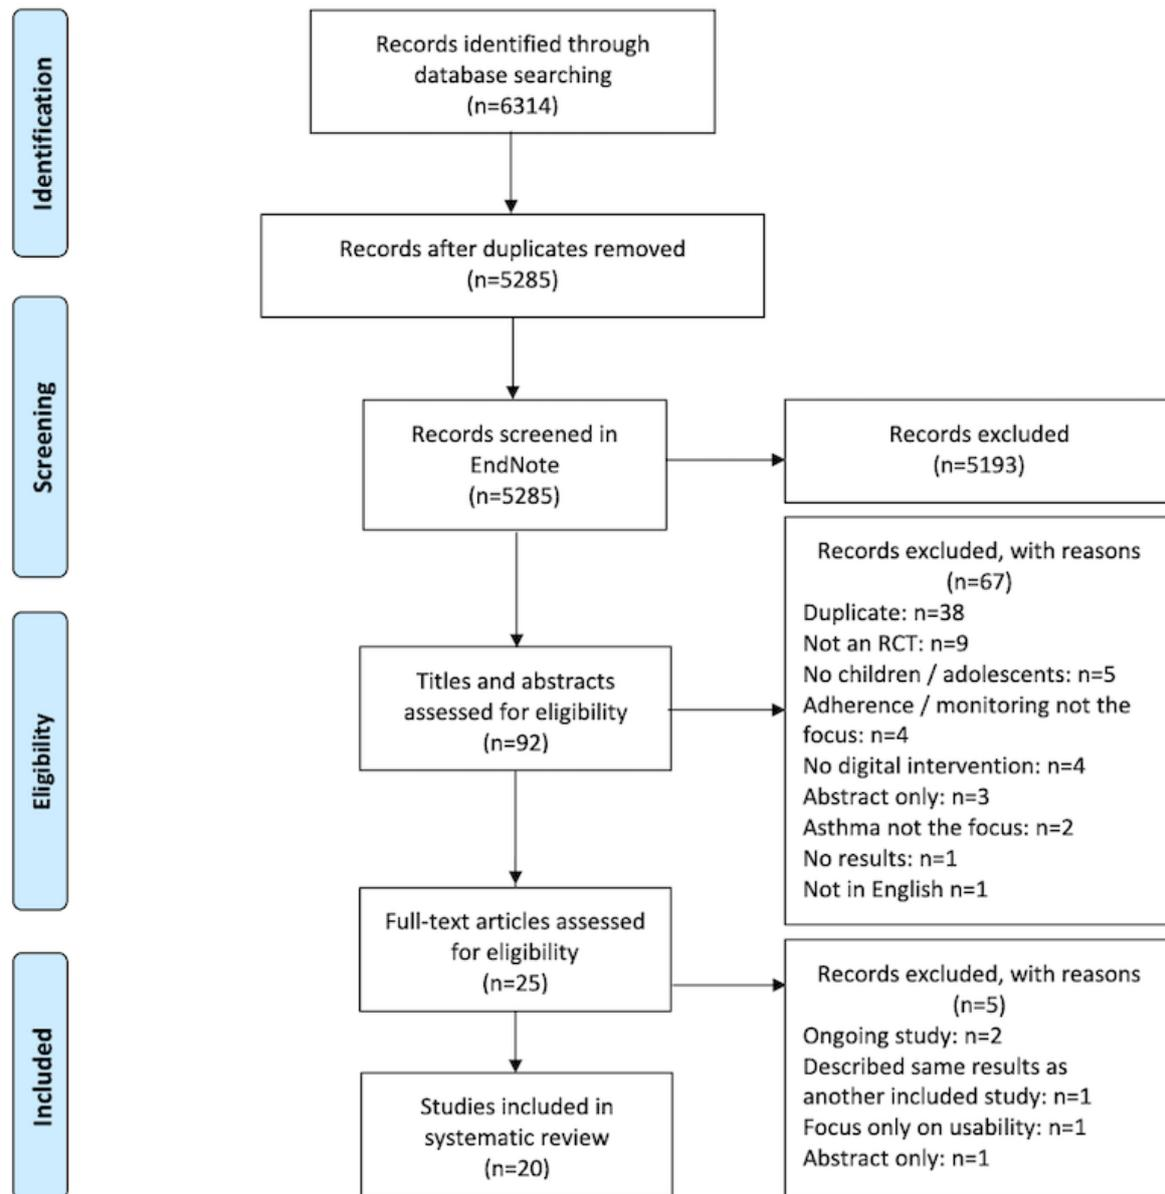 Identification
Records identified through
database searching
(n=6314)
Records after duplicates removed
(n=5285)
Screening
Records screened in
EndNote
(n=5285)
Records excluded
(n=5193)
Eligibility
Titles and abstracts
assessed for eligibility
(n=92)
Records excluded, with reasons
(n=67)
Duplicate: n=38
Not an RCT: n=9
No children / adolescents: n=5
Adherence / monitoring not the
focus: n=4
No digital intervention: n=4
Abstract only: n=3
Asthma not the focus: n=2
No results: n=1
Not in English n=1
Full-text articles assessed
for eligibility
(n=25)
Records excluded, with reasons
(n=5)
Ongoing study: n=2
Described same results as
another included study: n=1
Focus only on usability: n=1
Abstract only: n=1
Included
Studies included in
systematic review
(n=20)